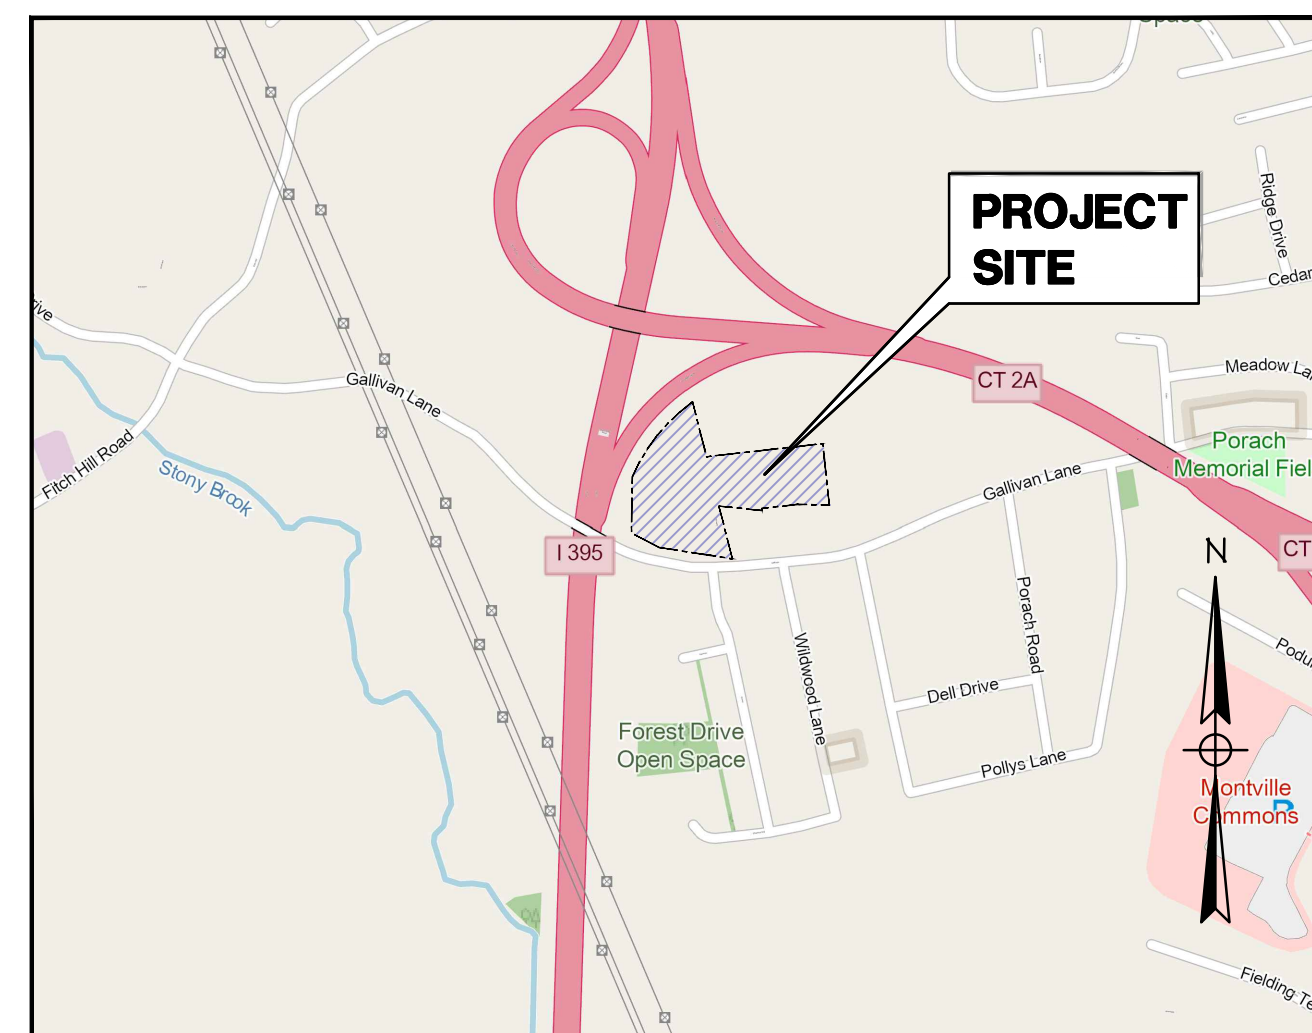 PROJECT
SITE
Ridge Drive
Cedar
rive
Gallivan Lane
CT 2A
Meadow La
Porach
Memorial Fiel
Fitch Hill Road
Stony Brook
Gallivan Lane
I 395
N
CT
Porach Road
Wildwood Lane
Podu
Dell Drive
Forest Drive
Open Space
Pollys Lane
Montville
Commons
Fielding Te